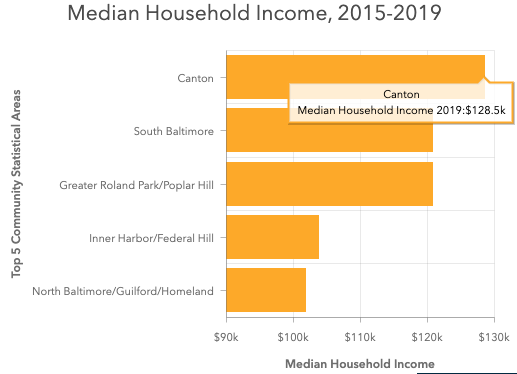 Median Household Income, 2015-2019
Top 5 Community Statistical Areas
Canton
Canton
Median Household Income 2019:$128.5k
South Baltimore
Greater Roland Park/Poplar Hill
Inner Harbor/Federal Hill
North Baltimore/Guilford/Homeland
$90k $100k $110k $120k $130k
Median Household Income